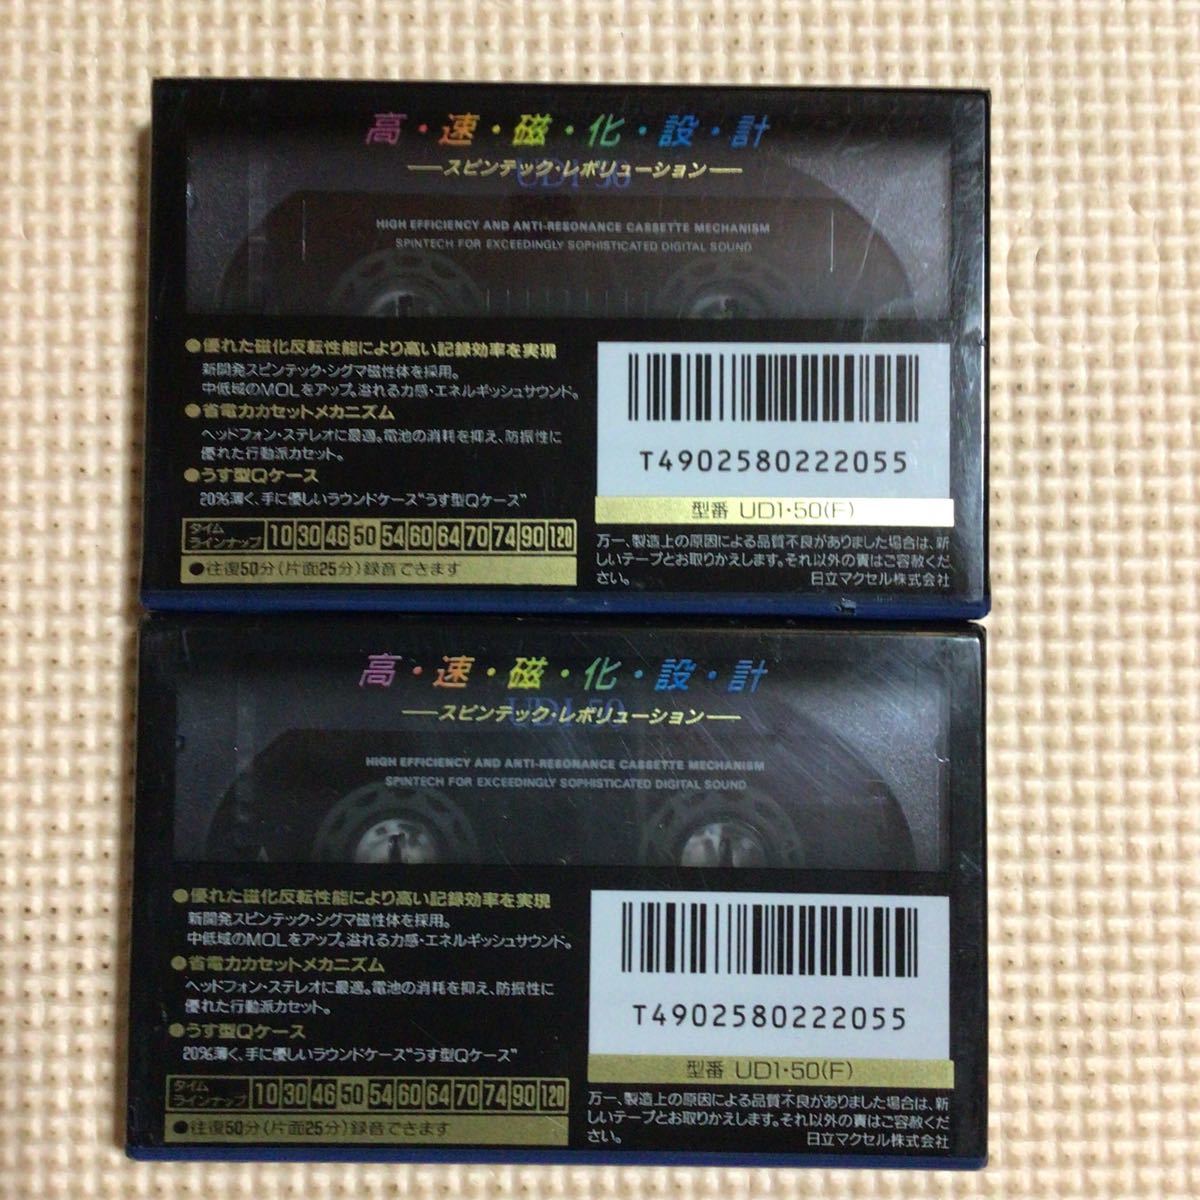 高・速・磁・化・設・計
スピンテック・レボリューション
UD1·50
HIGH EFFICIENCY AND ANTI-RESONANCE CASSETTE MECHANISM
SPINTECH FOR EXCEEDINGLY SOPHISTICATED DIGITAL SOUND
●優れた磁化反転性能により高い記録効率を実現
新開発スピンテック・シグマ磁性体を採用。
中低域のMOLをアップ。溢れる力感・エネルギッシュサウンド。
●省電力カセットメカニズム
ヘッドフォン・ステレオに最適。電池の消耗を抑え、防振性に
優れた行動派カセット。
●うす型Qケース
20%薄く、手に優しいラウンドケース“うす型Qケース”
タイム
ラインナップ 10 30 46 50 54 60 64 70 74 90 120
●往復50分(片面25分)録音できます
T4902580222055
型番 UD1·50(F)
万一、製造上の原因による品質不良がありました場合は、新
しいテープとお取りかえします。それ以外の責はご容赦くだ
さい。 日立マクセル株式会社
高・速・磁・化・設・計
スピンテック・レボリューション
UD1·50
HIGH EFFICIENCY AND ANTI-RESONANCE CASSETTE MECHANISM
SPINTECH FOR EXCEEDINGLY SOPHISTICATED DIGITAL SOUND
●優れた磁化反転性能により高い記録効率を実現
新開発スピンテック・シグマ磁性体を採用。
中低域のMOLをアップ。溢れる力感・エネルギッシュサウンド。
●省電力カセットメカニズム
ヘッドフォン・ステレオに最適。電池の消耗を抑え、防振性に
優れた行動派カセット。
●うす型Qケース
20%薄く、手に優しいラウンドケース“うす型Qケース”
タイム
ラインナップ 10 30 46 50 54 60 64 70 74 90 120
●往復50分(片面25分)録音できます
T4902580222055
型番 UD1·50(F)
万一、製造上の原因による品質不良がありました場合は、新
しいテープとお取りかえします。それ以外の責はご容赦くだ
さい。 日立マクセル株式会社